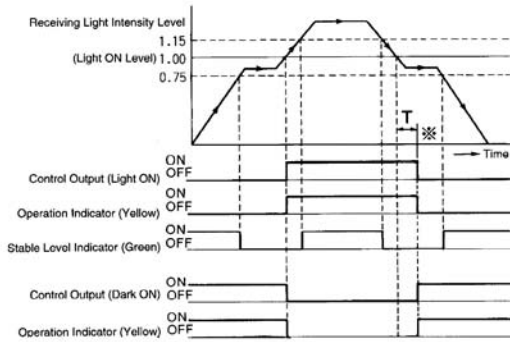 Receiving Light Intensity Level
1.15
(Light ON Level) 1.00
0.75
T
※
Time
ON
Control Output (Light ON) OFF
ON
Operation Indicator (Yellow) OFF
ON
Stable Level Indicator (Green) OFF
ON
Control Output (Dark ON) OFF
ON
Operation Indicator (Yellow) OFF